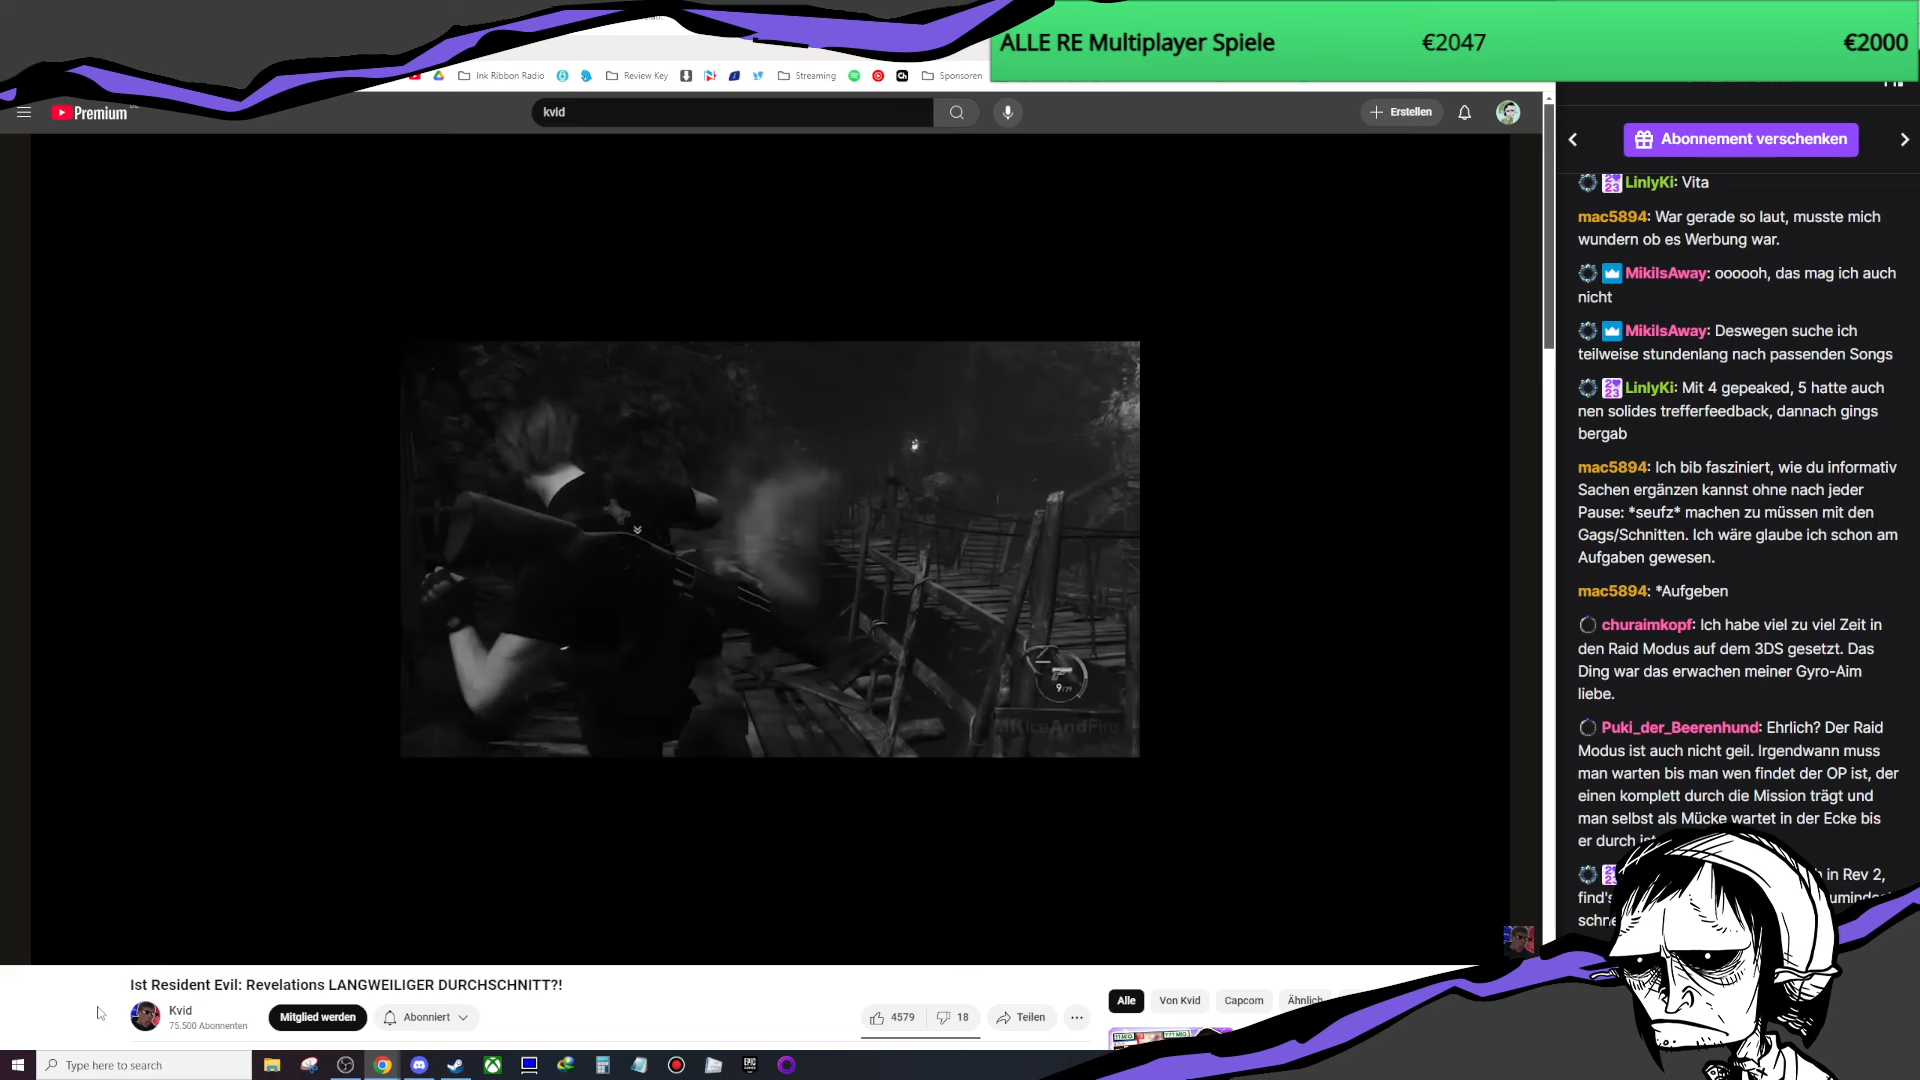 ALLE RE Multiplayer Spiele €2047 €2000
Ink Ribbon Radio Review Key Streaming Sponsoren
Premium
kvid
Erstellen
Abonnement verschenken
LinlyKi: Vita
mac5894: War gerade so laut, musste mich
wundern ob es Werbung war.
MikilsAway: oooooh, das mag ich auch
nicht
MikilsAway: Deswegen suche ich
teilweise stundenlang nach passenden Songs
LinlyKi: Mit 4 gepeaked, 5 hatte auch
nen solides trefferfeedback, dannach gings
bergab
mac5894: Ich bib fasziniert, wie du informativ
Sachen ergänzen kannst ohne nach jeder
Pause: *seufz* machen zu müssen mit den
Gags/Schnitten. Ich wäre glaube ich schon am
Aufgaben gewesen.
mac5894: *Aufgeben
churaimkopf: Ich habe viel zu viel Zeit in
den Raid Modus auf dem 3DS gesetzt. Das
Ding war das erwachen meiner Gyro-Aim
liebe.
Puki_der_Beerenhund: Ehrlich? Der Raid
Modus ist auch nicht geil. Irgendwann muss
man warten bis man wen findet der OP ist, der
einen komplett durch die Mission trägt und
man selbst als Mücke wartet in der Ecke bis
er durch
in Rev 2,
find's
9/29
MKIceAndFire
Ist Resident Evil: Revelations LANGWEILIGER DURCHSCHNITT?!
Kvid
75.500 Abonnenten
Mitglied werden
Abonniert
4579
18
Teilen
Alle
Von Kvid
Capcom
Ähnlich
Type here to search